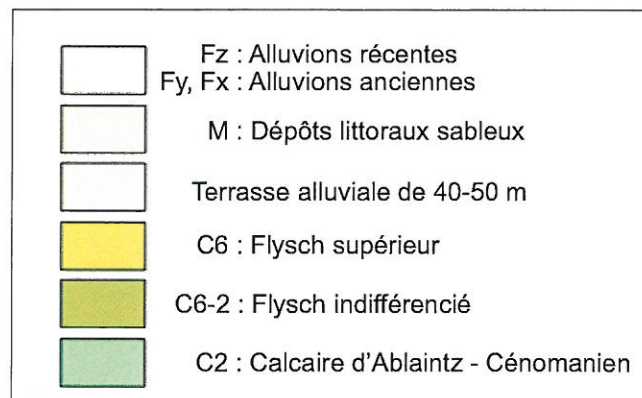 Fz : Alluvions récentes
Fy, Fx : Alluvions anciennes
M : Dépôts littoraux sableux
Terrasse alluviale de 40-50 m
C6 : Flysch supérieur
C6-2 : Flysch indifférencié
C2 : Calcaire d'Ablaintz - Cénomanien